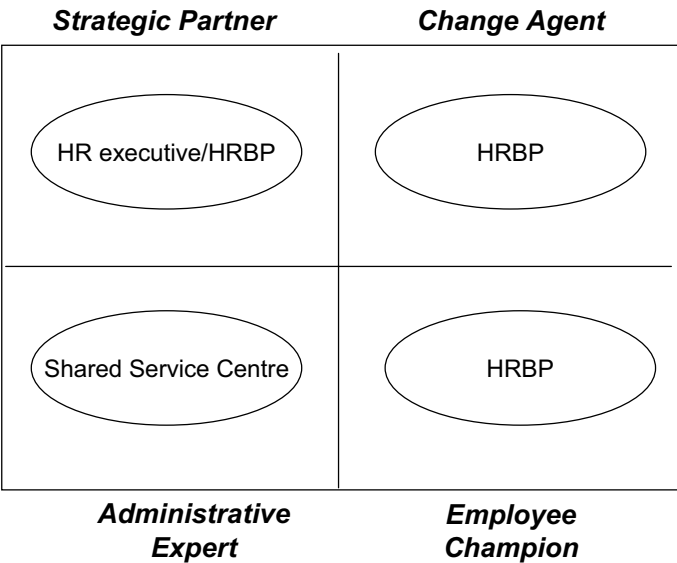 Strategic Partner
Change Agent
HR executive/HRBP
HRBP
Shared Service Centre
HRBP
Administrative
Expert
Employee
Champion